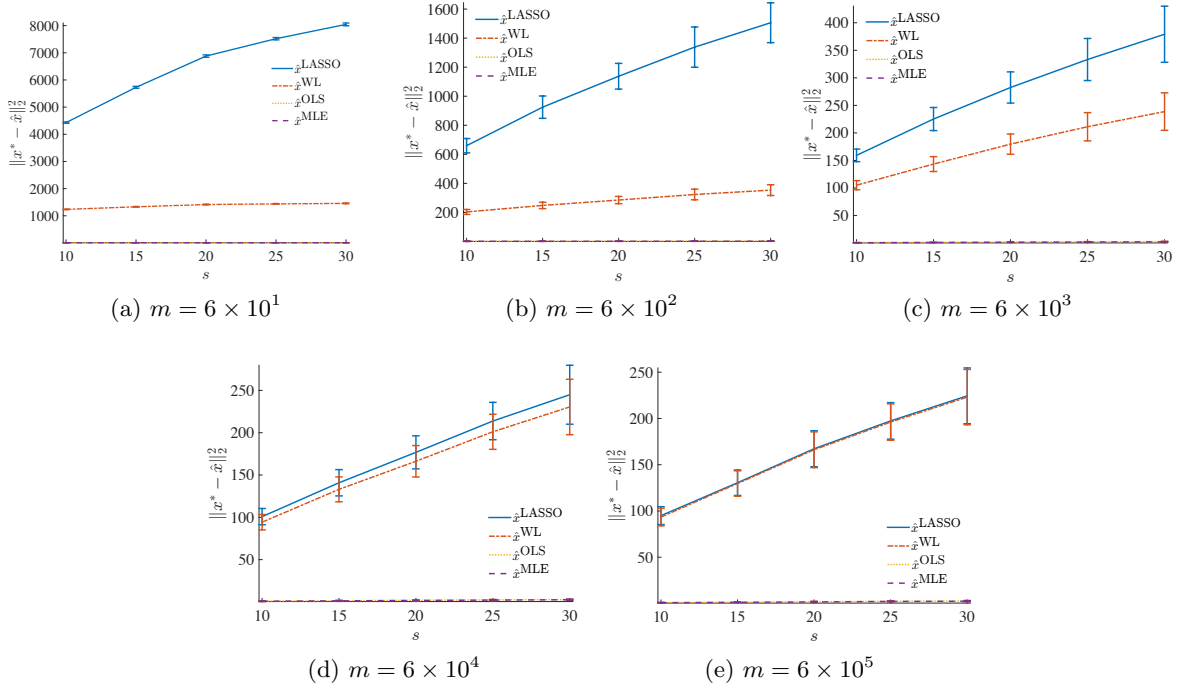 8000
7000
6000
5000
4000
3000
2000
1000
‖x* − x̂‖₂²
x̂^LASSO
x̂^WL
x̂^OLS
x̂^MLE
10 15 20 25 30
s
(a) m = 6 × 10¹
1600
1400
1200
1000
800
600
400
200
‖x* − x̂‖₂²
x̂^LASSO
x̂^WL
x̂^OLS
x̂^MLE
10 15 20 25 30
s
(b) m = 6 × 10²
400
350
300
250
200
150
100
50
‖x* − x̂‖₂²
x̂^LASSO
x̂^WL
x̂^OLS
x̂^MLE
10 15 20 25 30
s
(c) m = 6 × 10³
250
200
150
100
50
‖x* − x̂‖₂²
x̂^LASSO
x̂^WL
x̂^OLS
x̂^MLE
10 15 20 25 30
s
(d) m = 6 × 10⁴
250
200
150
100
50
‖x* − x̂‖₂²
x̂^LASSO
x̂^WL
x̂^OLS
x̂^MLE
10 15 20 25 30
s
(e) m = 6 × 10⁵